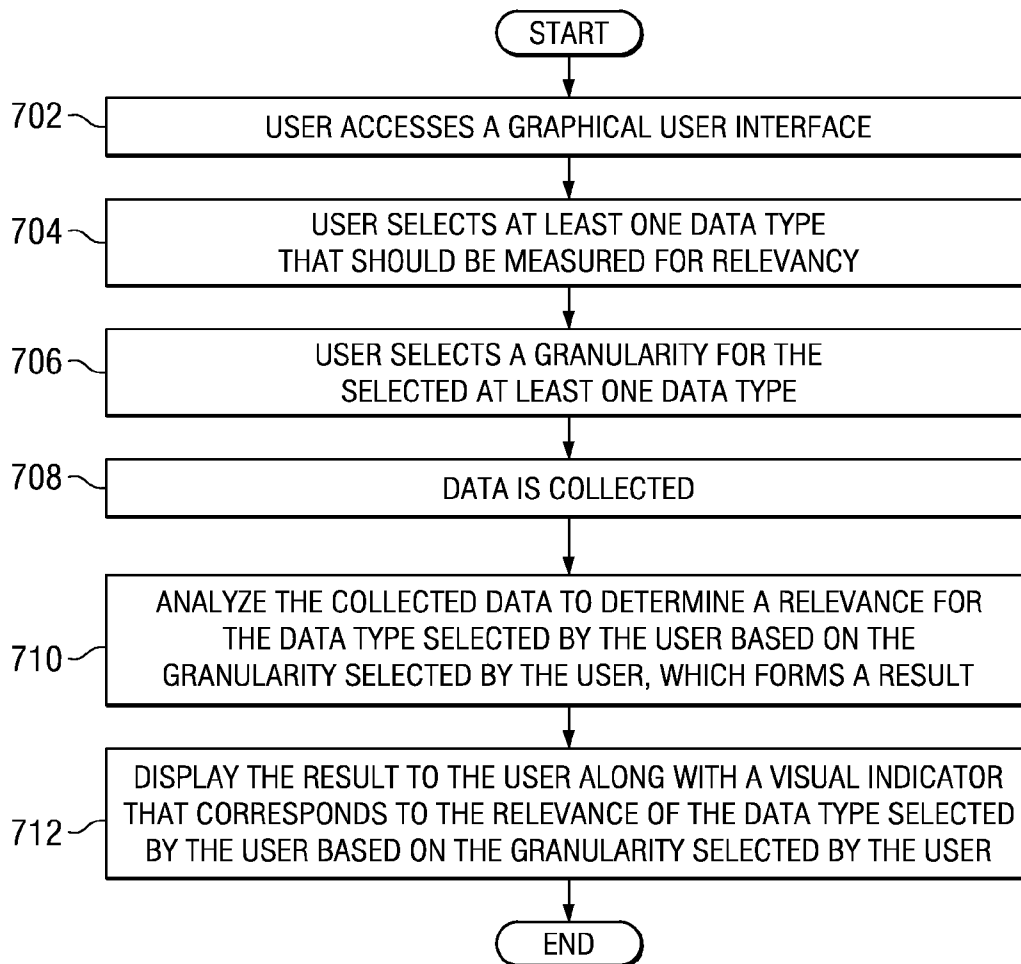 START
702
USER ACCESSES A GRAPHICAL USER INTERFACE
704
USER SELECTS AT LEAST ONE DATA TYPE
THAT SHOULD BE MEASURED FOR RELEVANCY
706
USER SELECTS A GRANULARITY FOR THE
SELECTED AT LEAST ONE DATA TYPE
708
DATA IS COLLECTED
710
ANALYZE THE COLLECTED DATA TO DETERMINE A RELEVANCE FOR
THE DATA TYPE SELECTED BY THE USER BASED ON THE
GRANULARITY SELECTED BY THE USER, WHICH FORMS A RESULT
712
DISPLAY THE RESULT TO THE USER ALONG WITH A VISUAL INDICATOR
THAT CORRESPONDS TO THE RELEVANCE OF THE DATA TYPE SELECTED
BY THE USER BASED ON THE GRANULARITY SELECTED BY THE USER
END